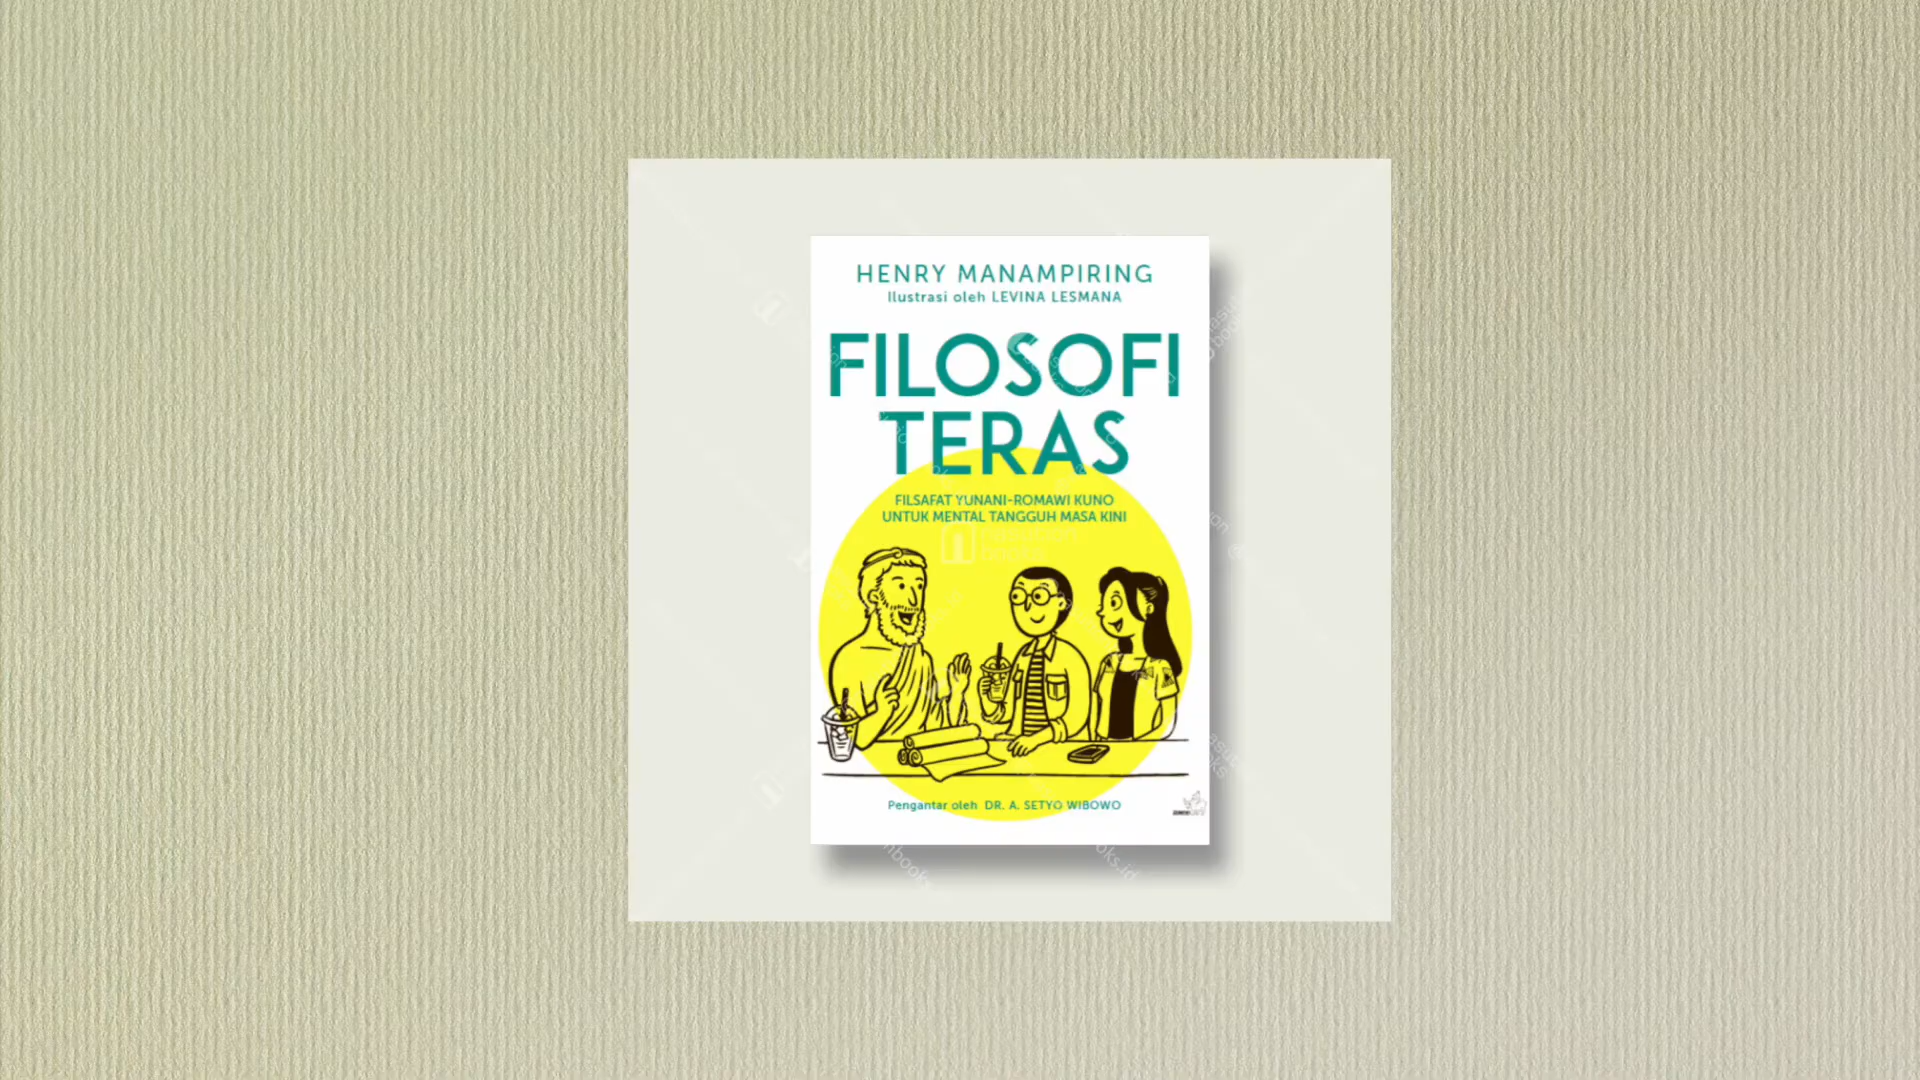 HENRY MANAMPIRING
Ilustrasi oleh LEVINA LESMANA
FILOSOFI
TERAS
FILSAFAT YUNANI-ROMAWI KUNO
UNTUK MENTAL TANGGUH MASA KINI
Pengantar oleh DR. A. SETYO WIBOWO